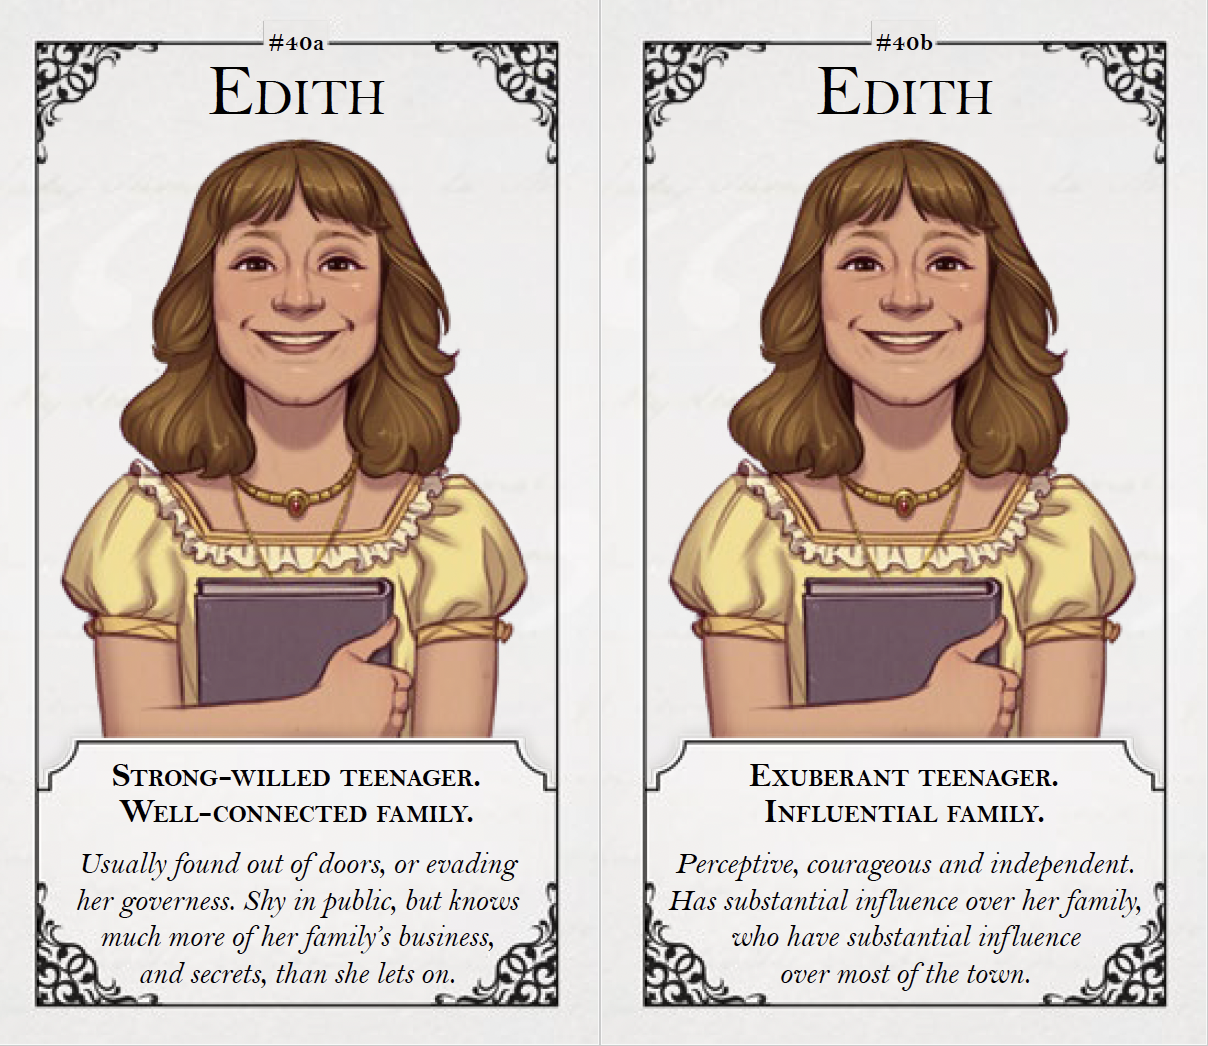 #40a
Edith
Strong-willed teenager.
Well-connected family.
Usually found out of doors, or evading
her governess. Shy in public, but knows
much more of her family's business,
and secrets, than she lets on.
#40b
Edith
Exuberant teenager.
Influential family.
Perceptive, courageous and independent.
Has substantial influence over her family,
who have substantial influence
over most of the town.